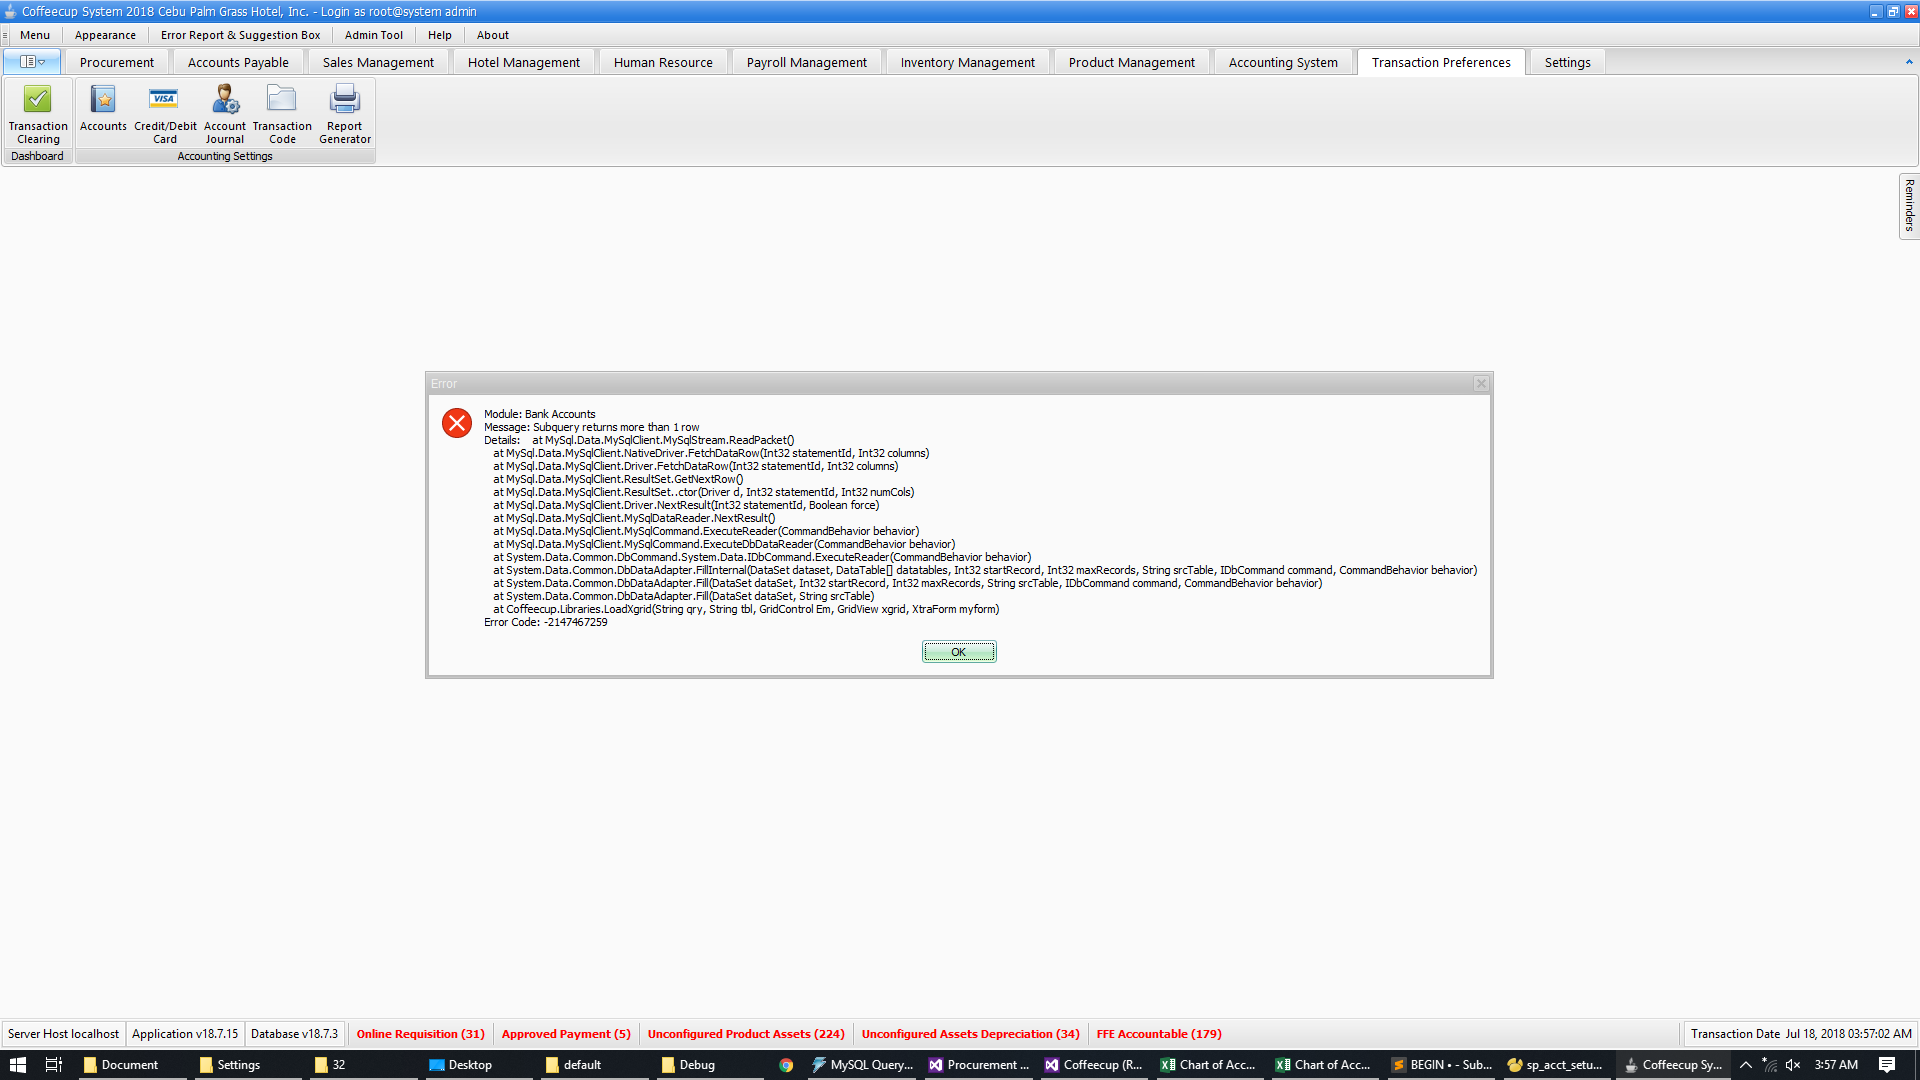 Coffeecup System 2018 Cebu Palm Grass Hotel, Inc. - Login as root@system admin
Menu Appearance Error Report & Suggestion Box Admin Tool Help About
Procurement Accounts Payable Sales Management Hotel Management Human Resource Payroll Management Inventory Management Product Management Accounting System Transaction Preferences Settings
VISA
Transaction Accounts Credit/Debit Account Transaction Report
Clearing Card Journal Code Generator
Dashboard Accounting Settings
Reminders
Error
Module: Bank Accounts
Message: Subquery returns more than 1 row
Details: at MySql.Data.MySqlClient.MySqlStream.ReadPacket()
at MySql.Data.MySqlClient.NativeDriver.FetchDataRow(Int32 statementId, Int32 columns)
at MySql.Data.MySqlClient.Driver.FetchDataRow(Int32 statementId, Int32 columns)
at MySql.Data.MySqlClient.ResultSet.GetNextRow()
at MySql.Data.MySqlClient.ResultSet..ctor(Driver d, Int32 statementId, Int32 numCols)
at MySql.Data.MySqlClient.Driver.NextResult(Int32 statementId, Boolean force)
at MySql.Data.MySqlClient.MySqlDataReader.NextResult()
at MySql.Data.MySqlClient.MySqlCommand.ExecuteReader(CommandBehavior behavior)
at MySql.Data.MySqlClient.MySqlCommand.ExecuteDbDataReader(CommandBehavior behavior)
at System.Data.Common.DbCommand.System.Data.IDbCommand.ExecuteReader(CommandBehavior behavior)
at System.Data.Common.DbDataAdapter.FillInternal(DataSet dataset, DataTable[] datatables, Int32 startRecord, Int32 maxRecords, String srcTable, IDbCommand command, CommandBehavior behavior)
at System.Data.Common.DbDataAdapter.Fill(DataSet dataSet, Int32 startRecord, Int32 maxRecords, String srcTable, IDbCommand command, CommandBehavior behavior)
at System.Data.Common.DbDataAdapter.Fill(DataSet dataSet, String srcTable)
at Coffeecup.Libraries.LoadXgrid(String qry, String tbl, GridControl Em, GridView xgrid, XtraForm myform)
Error Code: -2147467259
OK
Server Host localhost Application v18.7.15 Database v18.7.3 Online Requisition (31) Approved Payment (5) Unconfigured Product Assets (224) Unconfigured Assets Depreciation (34) FFE Accountable (179) Transaction Date Jul 18, 2018 03:57:02 AM
Document Settings 32 Desktop default Debug MySQL Query... Procurement ... Coffeecup (R... Chart of Acc... Chart of Acc... BEGIN • - Sub... sp_acct_setu... Coffeecup Sy... 3:57 AM